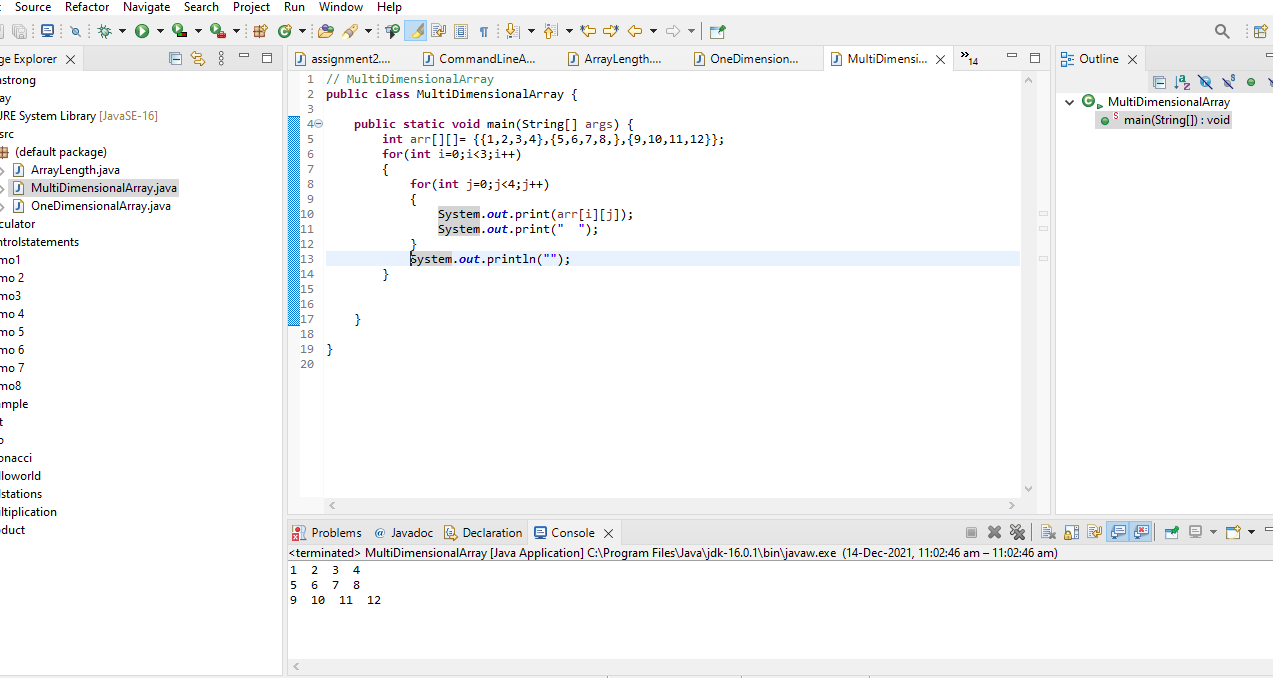 Source Refactor Navigate Search Project Run Window Help
ge Explorer
strong
ay
RE System Library [JavaSE-16]
src
(default package)
ArrayLength.java
MultiDimensionalArray.java
OneDimensionalArray.java
culator
ntrolstatements
mo1
mo 2
mo3
mo 4
mo 5
mo 6
mo 7
mo8
ample
t
o
onacci
lloworld
lstations
ltiplication
duct
assignment2.... CommandLineA... ArrayLength.... OneDimension... MultiDimensi... »14
1 // MultiDimensionalArray
2 public class MultiDimensionalArray {
3
4 public static void main(String[] args) {
5 int arr[][]= {{1,2,3,4},{5,6,7,8,},{9,10,11,12}};
6 for(int i=0;i<3;i++)
7 {
8 for(int j=0;j<4;j++)
9 {
10 System.out.print(arr[i][j]);
11 System.out.print("  ");
12 }
13 System.out.println("");
14 }
15
16
17 }
18
19 }
20
Outline
MultiDimensionalArray
main(String[]) : void
Problems @ Javadoc Declaration Console
<terminated> MultiDimensionalArray [Java Application] C:\Program Files\Java\jdk-16.0.1\bin\javaw.exe (14-Dec-2021, 11:02:46 am – 11:02:46 am)
1 2 3 4
5 6 7 8
9 10 11 12